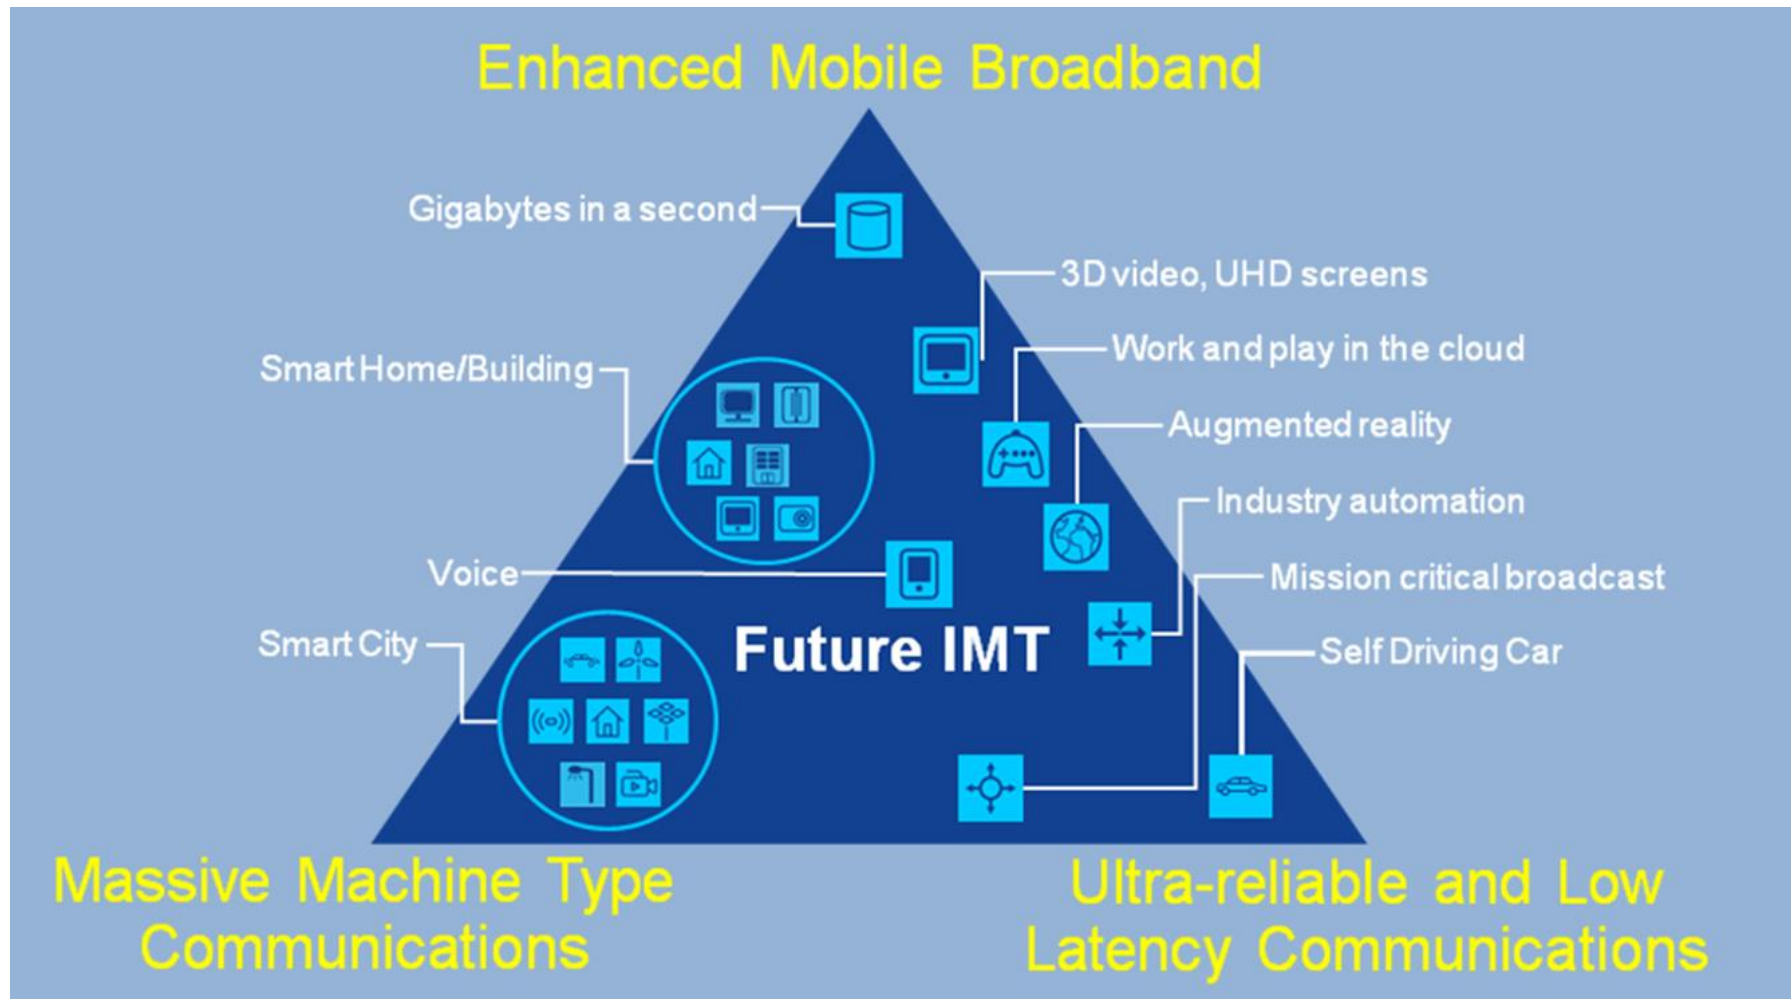 Enhanced Mobile Broadband
Gigabytes in a second
3D video, UHD screens
Work and play in the cloud
Smart Home/Building
Augmented reality
Industry automation
Voice
Mission critical broadcast
Smart City
Future IMT
Self Driving Car
Massive Machine Type
Communications
Ultra-reliable and Low
Latency Communications